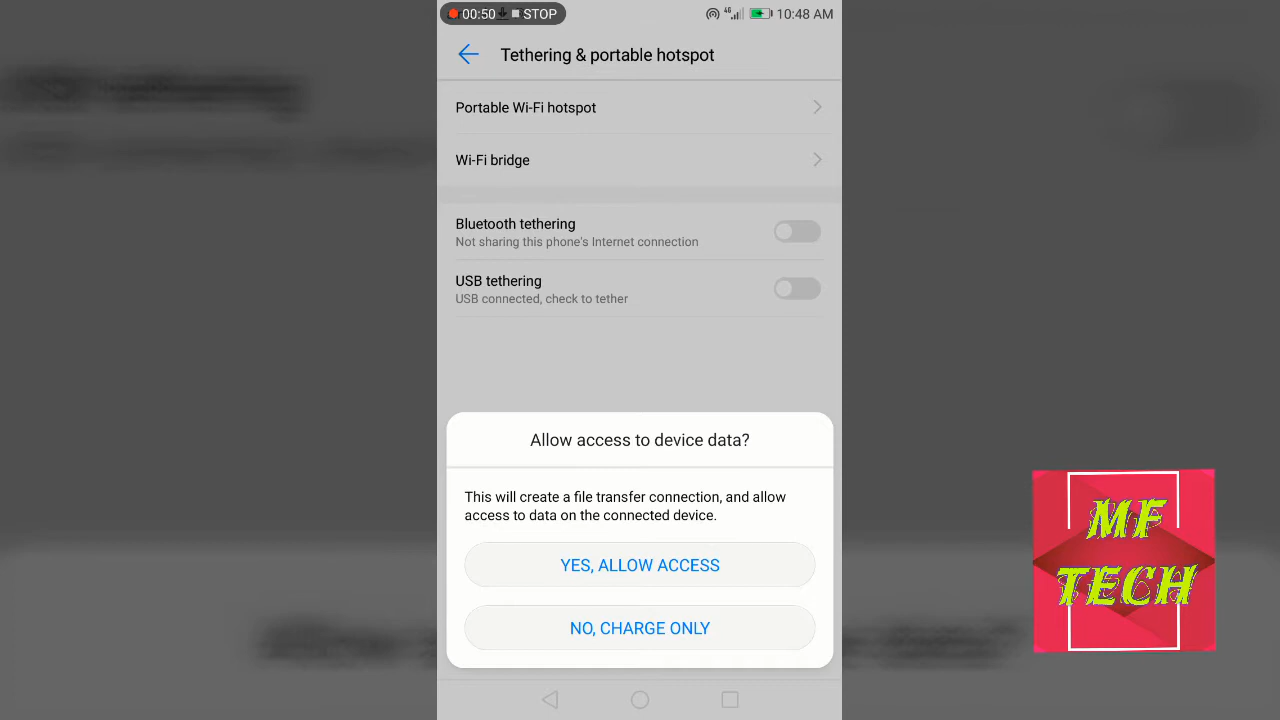 00:50 STOP
4G
10:48 AM
Tethering & portable hotspot
Portable Wi-Fi hotspot
Wi-Fi bridge
Bluetooth tethering
Not sharing this phone's Internet connection
USB tethering
USB connected, check to tether
Allow access to device data?
This will create a file transfer connection, and allow
access to data on the connected device.
YES, ALLOW ACCESS
NO, CHARGE ONLY
MF
TECH